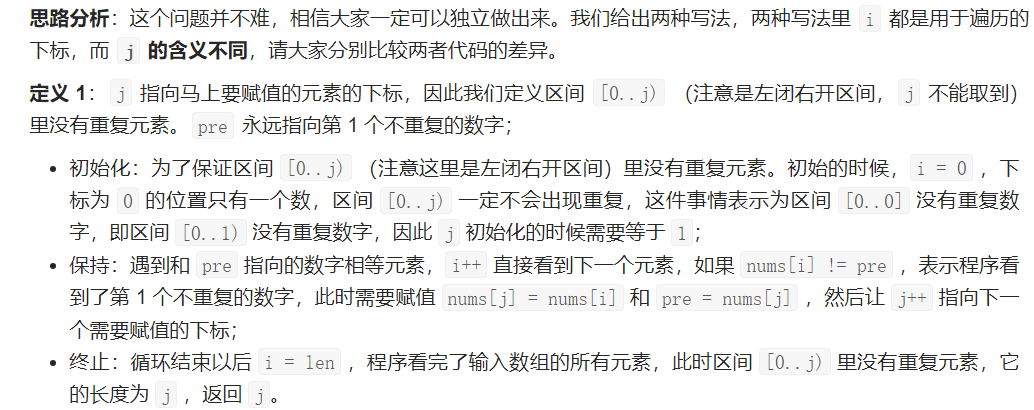 思路分析：这个问题并不难，相信大家一定可以独立做出来。我们给出两种写法，两种写法里 i 都是用于遍历的
下标，而 j 的含义不同，请大家分别比较两者代码的差异。
定义 1： j 指向马上要赋值的元素的下标，因此我们定义区间 [0..j) （注意是左闭右开区间， j 不能取到）
里没有重复元素。 pre 永远指向第 1 个不重复的数字；
• 初始化：为了保证区间 [0..j) （注意这里是左闭右开区间）里没有重复元素。初始的时候， i = 0 ，下
标为 0 的位置只有一个数，区间 [0..j) 一定不会出现重复，这件事情表示为区间 [0..0] 没有重复数
字，即区间 [0..1) 没有重复数字，因此 j 初始化的时候需要等于 1；
• 保持：遇到和 pre 指向的数字相等元素， i++ 直接看到下一个元素，如果 nums[i] != pre ，表示程序看
到了第 1 个不重复的数字，此时需要赋值 nums[j] = nums[i] 和 pre = nums[j] ，然后让 j++ 指向下一
个需要赋值的下标；
• 终止：循环结束以后 i = len ，程序看完了输入数组的所有元素，此时区间 [0..j) 里没有重复元素，它
的长度为 j ，返回 j 。